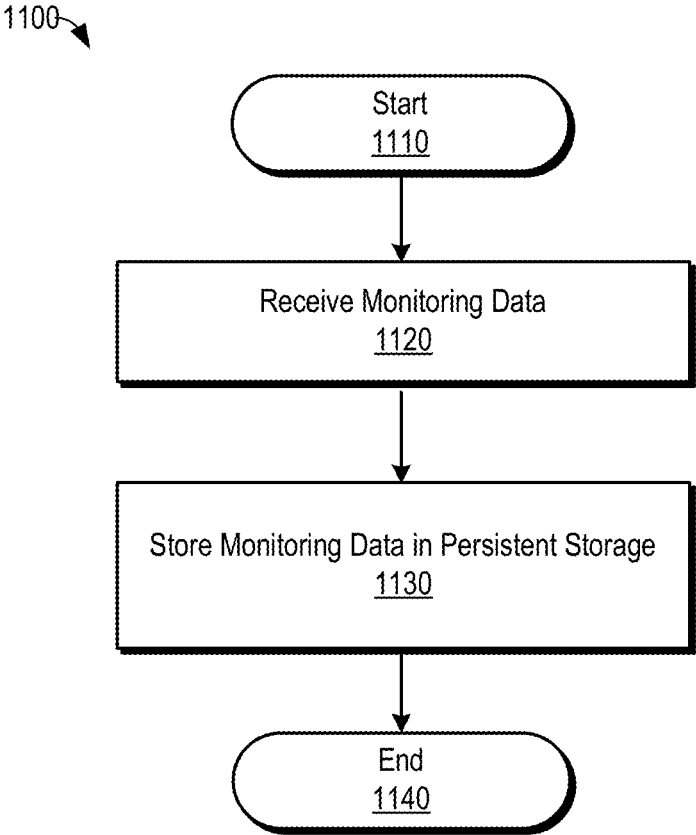 1100
Start
1110
Receive Monitoring Data
1120
Store Monitoring Data in Persistent Storage
1130
End
1140